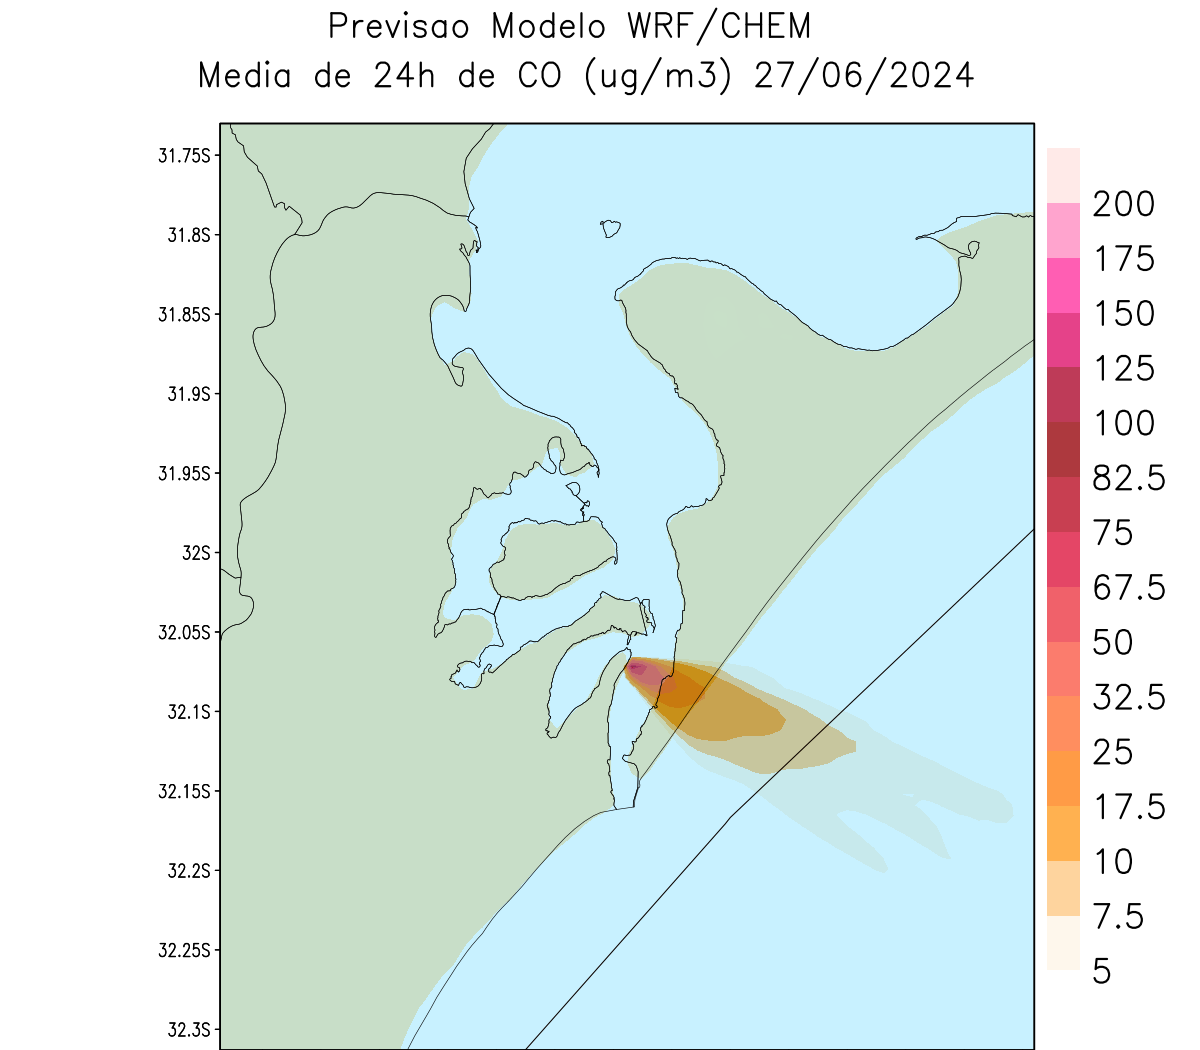 Previsao Modelo WRF/CHEM
Media de 24h de CO (ug/m3) 27/06/2024
31.75S
31.8S
31.85S
31.9S
31.95S
32S
32.05S
32.1S
32.15S
32.2S
32.25S
32.3S
200
175
150
125
100
82.5
75
67.5
50
32.5
25
17.5
10
7.5
5